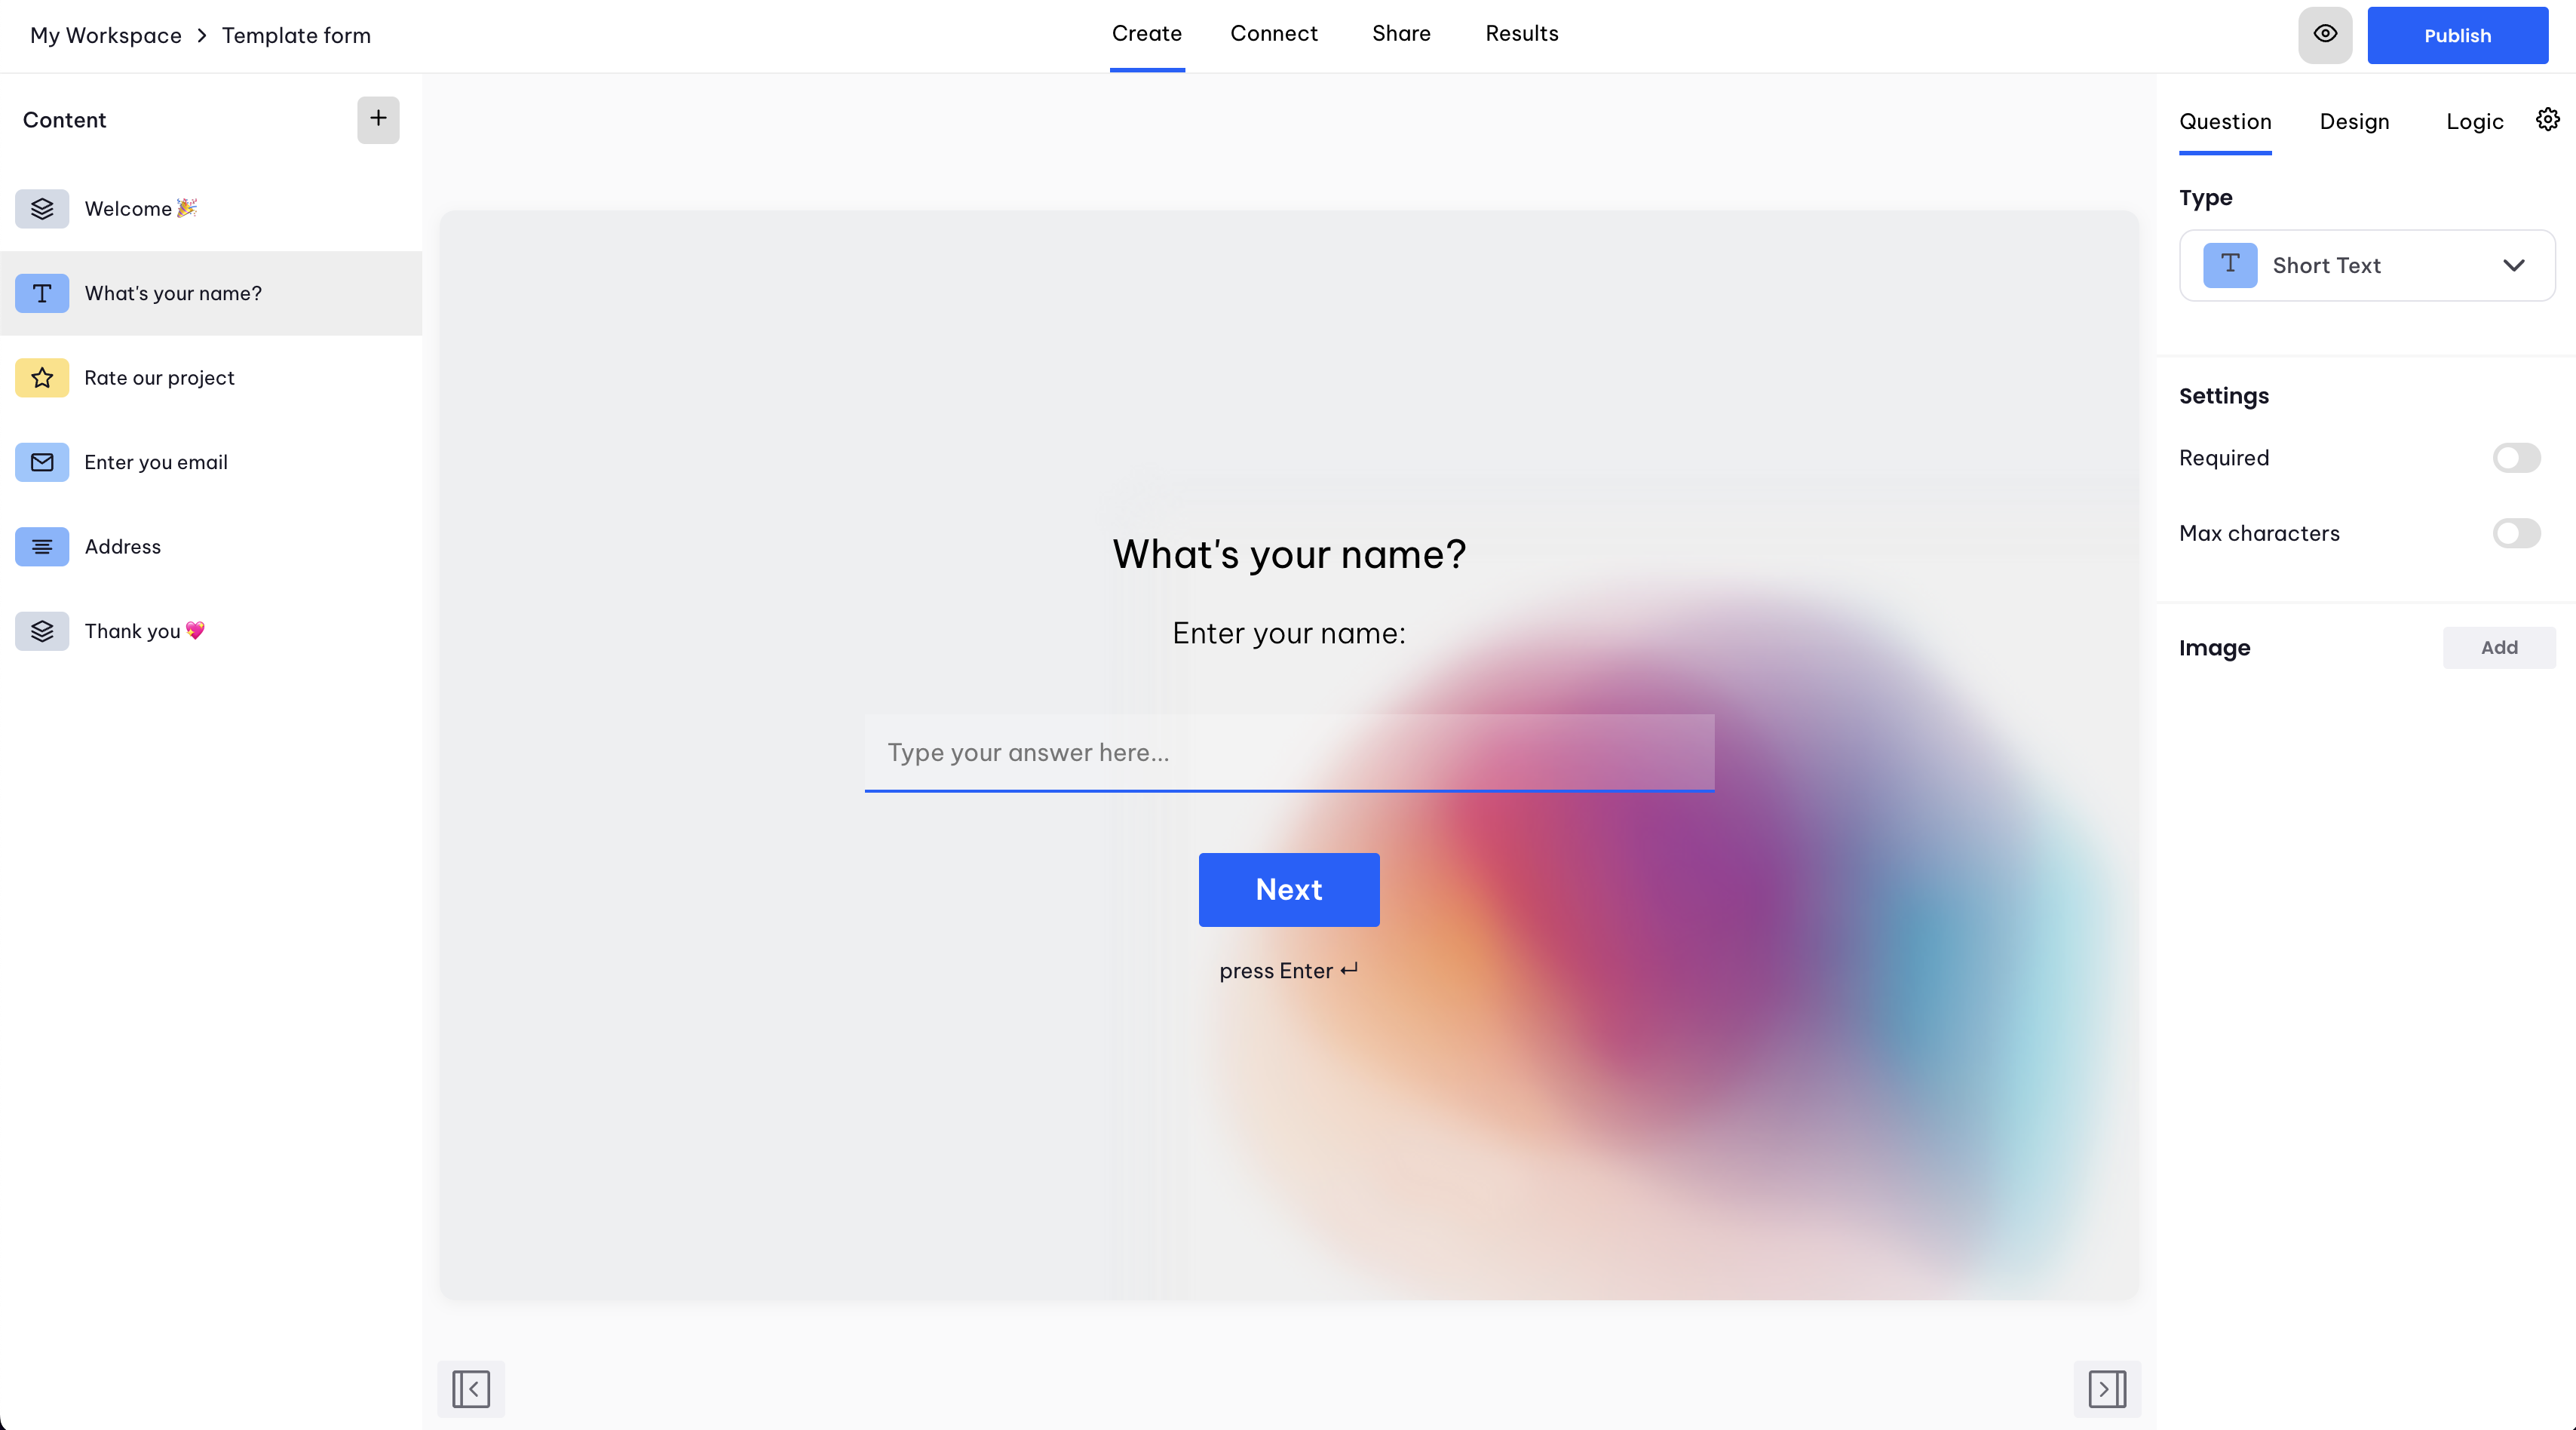 My Workspace > Template form
Create Connect Share Results
Publish
Content
+
Welcome 🎉
What's your name?
Rate our project
Enter you email
Address
Thank you 💖
What's your name?
Enter your name:
Type your answer here...
Next
press Enter ↵
Question Design Logic
Type
T Short Text
Settings
Required
Max characters
Image Add